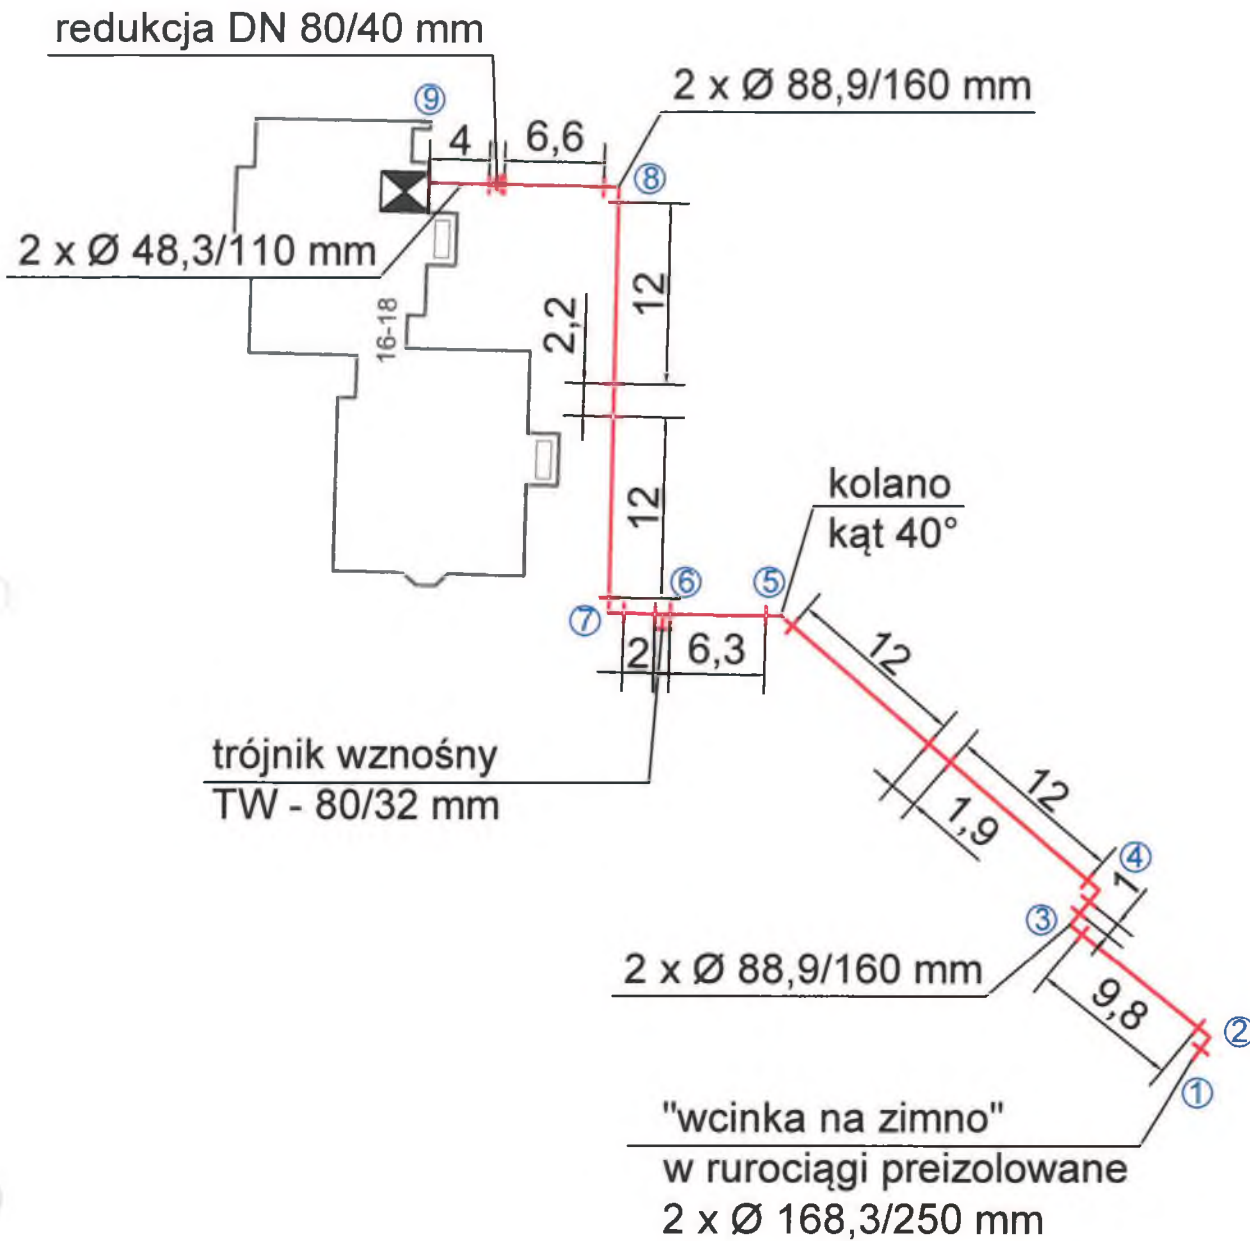 redukcja DN 80/40 mm
2 x Ø 88,9/160 mm
⑨
4
6,6
⑧
2 x Ø 48,3/110 mm
12
2,2
16-18
12
kolano
kąt 40°
⑥
⑤
⑦
2
6,3
12
trójnik wznośny
TW - 80/32 mm
12
1,9
④
1
③
2 x Ø 88,9/160 mm
9,8
②
①
"wcinka na zimno"
w rurociągi preizolowane
2 x Ø 168,3/250 mm